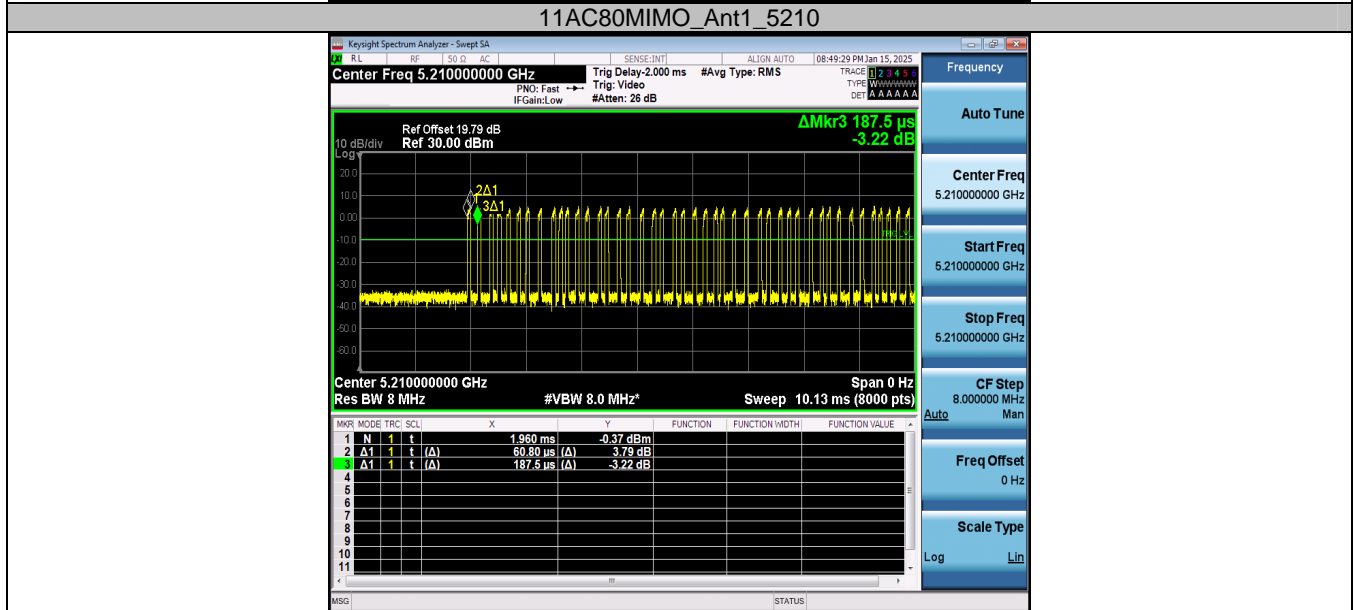 11AC80MIMO_Ant1_5210
Keysight Spectrum Analyzer - Swept SA
LXI RL RF 50 Ω AC SENSE:INT ALIGN AUTO 08:49:29 PM Jan 15, 2025
Center Freq 5.210000000 GHz Trig Delay-2.000 ms #Avg Type: RMS TRACE 1 2 3 4 5 6
PNO: Fast Trig: Video TYPE WWWWWW
IFGain:Low #Atten: 26 dB DET A A A A A A
ΔMkr3 187.5 µs
-3.22 dB
Ref Offset 19.79 dB
10 dB/div Ref 30.00 dBm
Log
20.0
10.0
0.00
-10.0
-20.0
-30.0
-40.0
-50.0
-60.0
2Δ1
3Δ1
Center 5.210000000 GHz Span 0 Hz
Res BW 8 MHz #VBW 8.0 MHz* Sweep 10.13 ms (8000 pts)
MKR MODE TRC SCL X Y FUNCTION FUNCTION WIDTH FUNCTION VALUE
1 N 1 t 1.960 ms -0.37 dBm
2 Δ1 1 t (Δ) 60.80 µs (Δ) 3.79 dB
3 Δ1 1 t (Δ) 187.5 µs (Δ) -3.22 dB
4
5
6
7
8
9
10
11
MSG STATUS
Frequency
Auto Tune
Center Freq
5.210000000 GHz
Start Freq
5.210000000 GHz
Stop Freq
5.210000000 GHz
CF Step
8.000000 MHz
Auto Man
Freq Offset
0 Hz
Scale Type
Log Lin